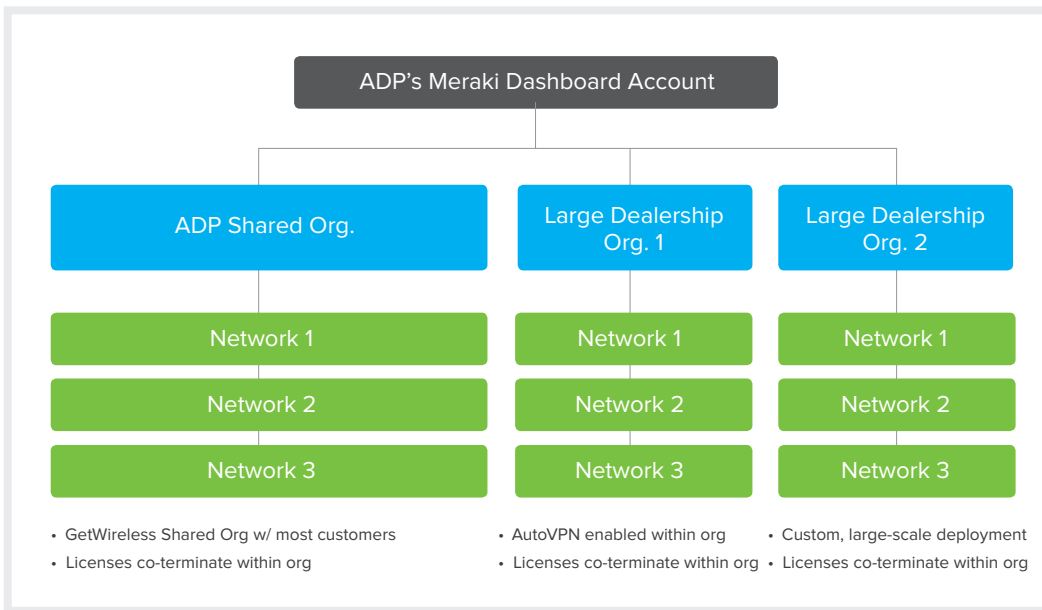 ADP’s Meraki Dashboard Account
ADP Shared Org.
Large Dealership
Org. 1
Large Dealership
Org. 2
Network 1
Network 1
Network 1
Network 2
Network 2
Network 2
Network 3
Network 3
Network 3
• GetWireless Shared Org w/ most customers
• Licenses co-terminate within org
• AutoVPN enabled within org
• Licenses co-terminate within org
• Custom, large-scale deployment
• Licenses co-terminate within org